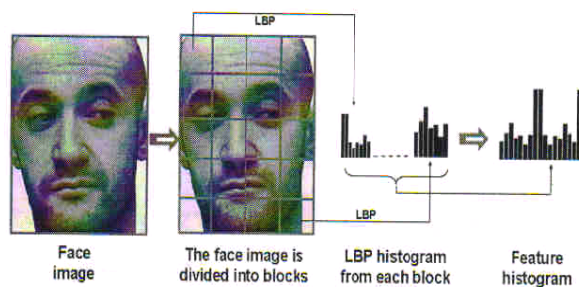 LBP
LBP
Face
image
The face image is
divided into blocks
LBP histogram
from each block
Feature
histogram